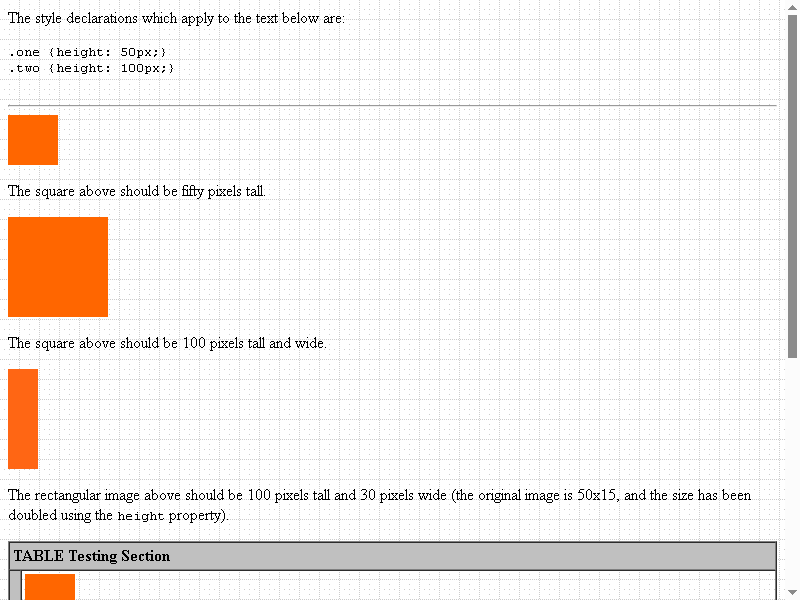 The style declarations which apply to the text below are:
.one {height: 50px;}
.two {height: 100px;}
The square above should be fifty pixels tall.
The square above should be 100 pixels tall and wide.
The rectangular image above should be 100 pixels tall and 30 pixels wide (the original image is 50x15, and the size has been
doubled using the height property).
TABLE Testing Section